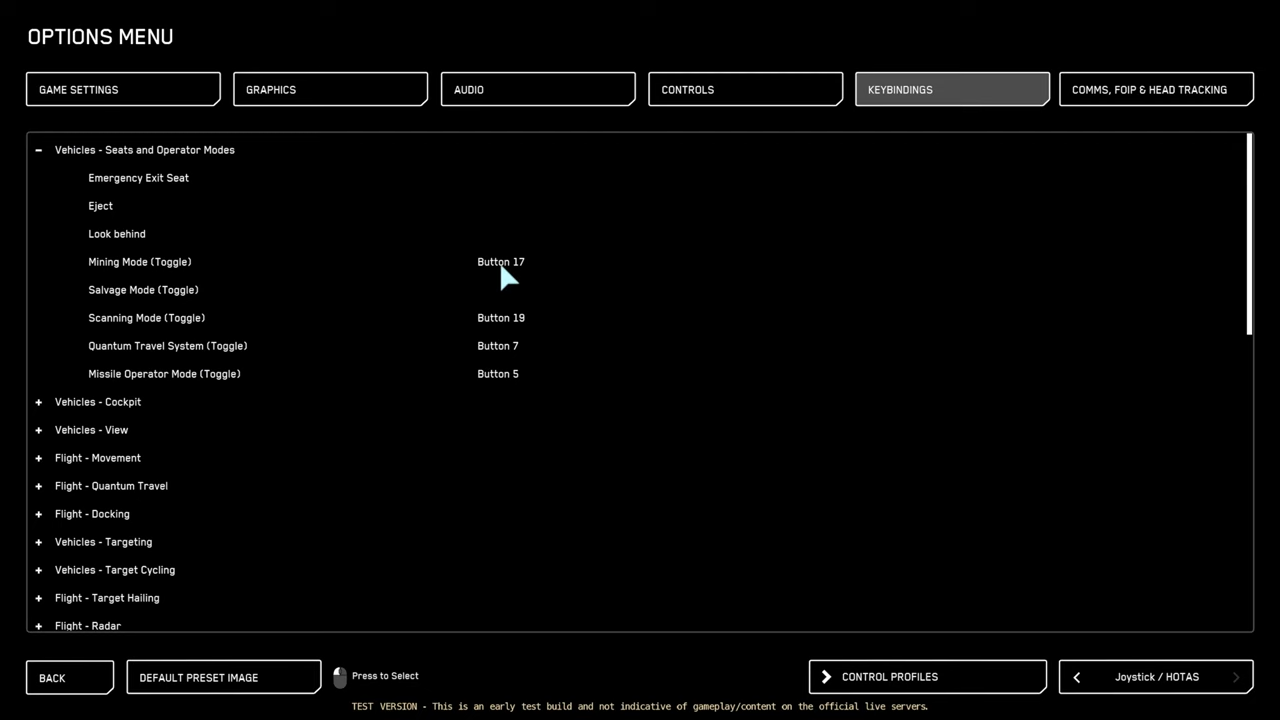 OPTIONS MENU
GAME SETTINGS
GRAPHICS
AUDIO
CONTROLS
KEYBINDINGS
COMMS, FOIP & HEAD TRACKING
− Vehicles - Seats and Operator Modes
Emergency Exit Seat
Eject
Look behind
Mining Mode (Toggle) Button 17
Salvage Mode (Toggle)
Scanning Mode (Toggle) Button 19
Quantum Travel System (Toggle) Button 7
Missile Operator Mode (Toggle) Button 5
+ Vehicles - Cockpit
+ Vehicles - View
+ Flight - Movement
+ Flight - Quantum Travel
+ Flight - Docking
+ Vehicles - Targeting
+ Vehicles - Target Cycling
+ Flight - Target Hailing
+ Flight - Radar
BACK
DEFAULT PRESET IMAGE
Press to Select
CONTROL PROFILES
Joystick / HOTAS
TEST VERSION - This is an early test build and not indicative of gameplay/content on the official live servers.